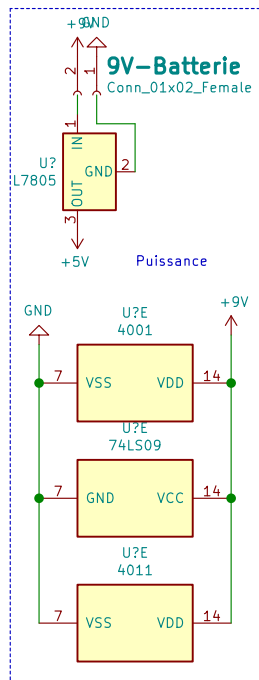 +9V
GND
2
1
9V-Batterie
Conn_01x02_Female
1
IN
U?
L7805
GND
2
OUT
3
+5V
Puissance
GND
+9V
U?E
4001
7
VSS
VDD
14
U?E
74LS09
7
GND
VCC
14
U?E
4011
7
VSS
VDD
14